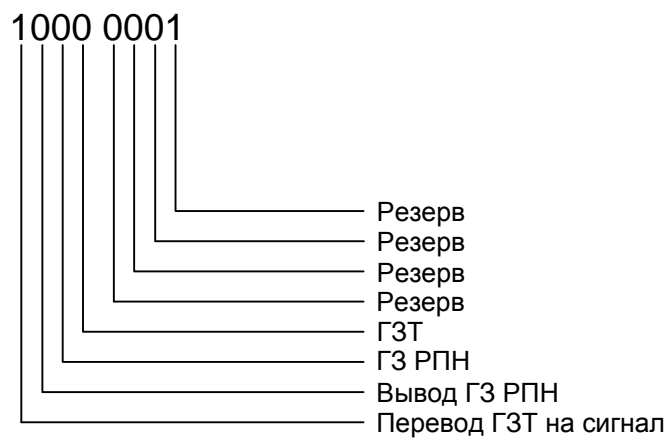 1000 0001
Резерв
Резерв
Резерв
Резерв
ГЗТ
ГЗ РПН
Вывод ГЗ РПН
Перевод ГЗТ на сигнал